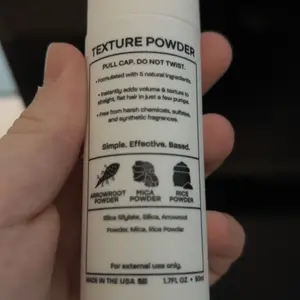 TEXTURE POWDER
PULL CAP. DO NOT TWIST.
• Formulated with 5 natural ingredients.
• Instantly adds volume & texture to
straight, flat hair in just a few pumps.
• Free from harsh chemicals, sulfates,
and synthetic fragrances.
Simple. Effective. Based.
ARROWROOT POWDER
MICA POWDER
RICE POWDER
Silica Silylate, Silica, Arrowroot
Powder, Mica, Rice Powder
For external use only.
MADE IN THE USA
1.7FL OZ • 50ml